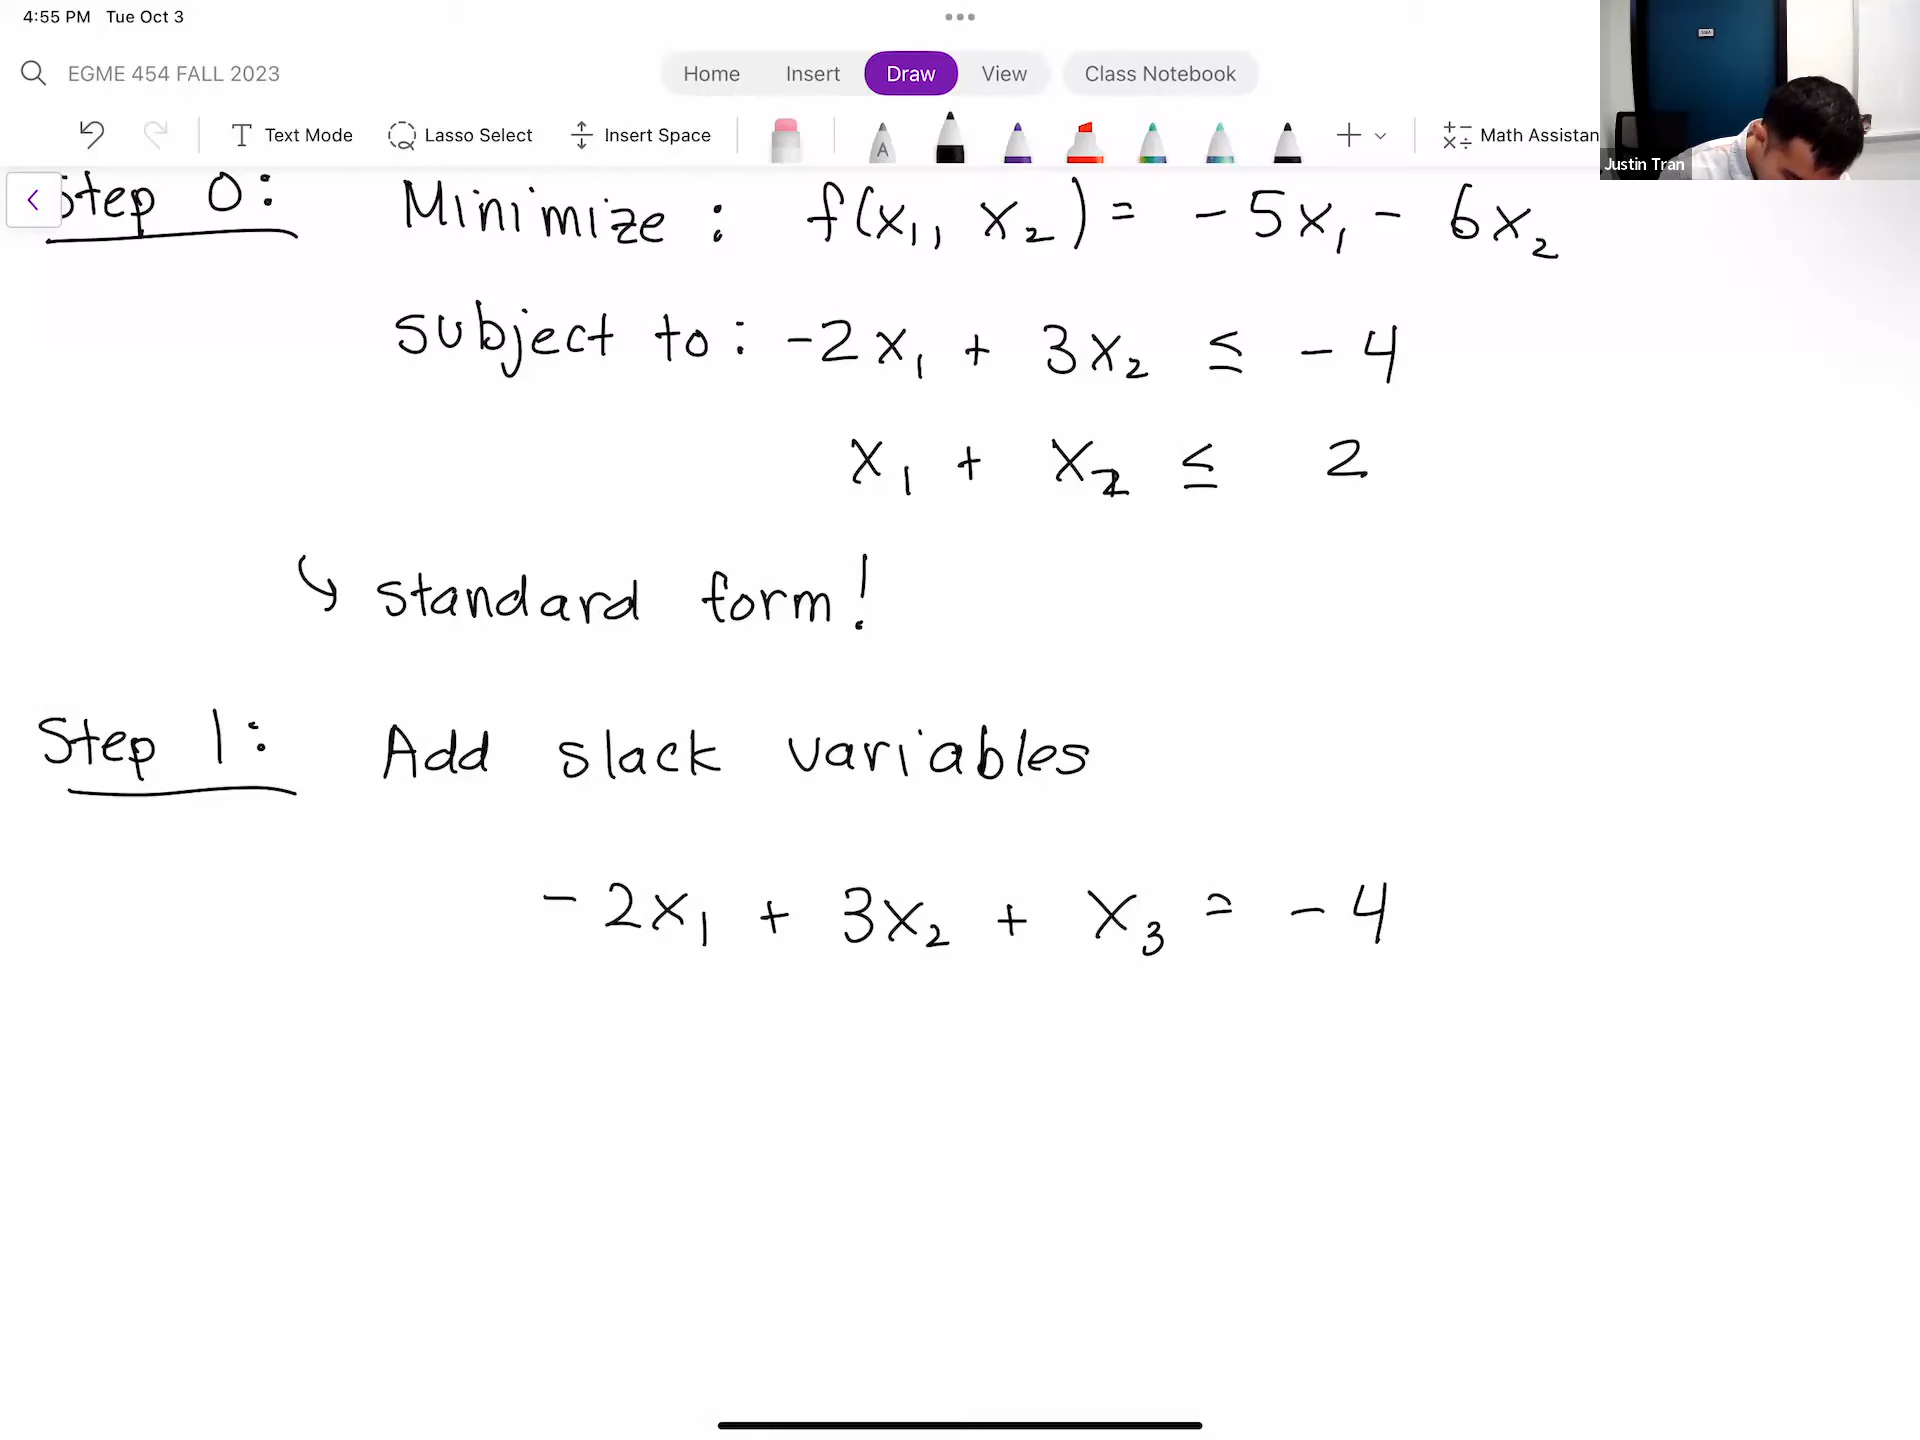 4:55 PM Tue Oct 3
EGME 454 FALL 2023
Home Insert Draw View Class Notebook
Text Mode Lasso Select Insert Space A Math Assistan
Justin Tran
Step 0: Minimize : f(x₁, x₂) = -5x₁ - 6x₂
subject to: -2x₁ + 3x₂ ≤ -4
x₁ + x₂ ≤ 2
↳ standard form!
Step 1: Add slack variables
-2x₁ + 3x₂ + x₃ = -4